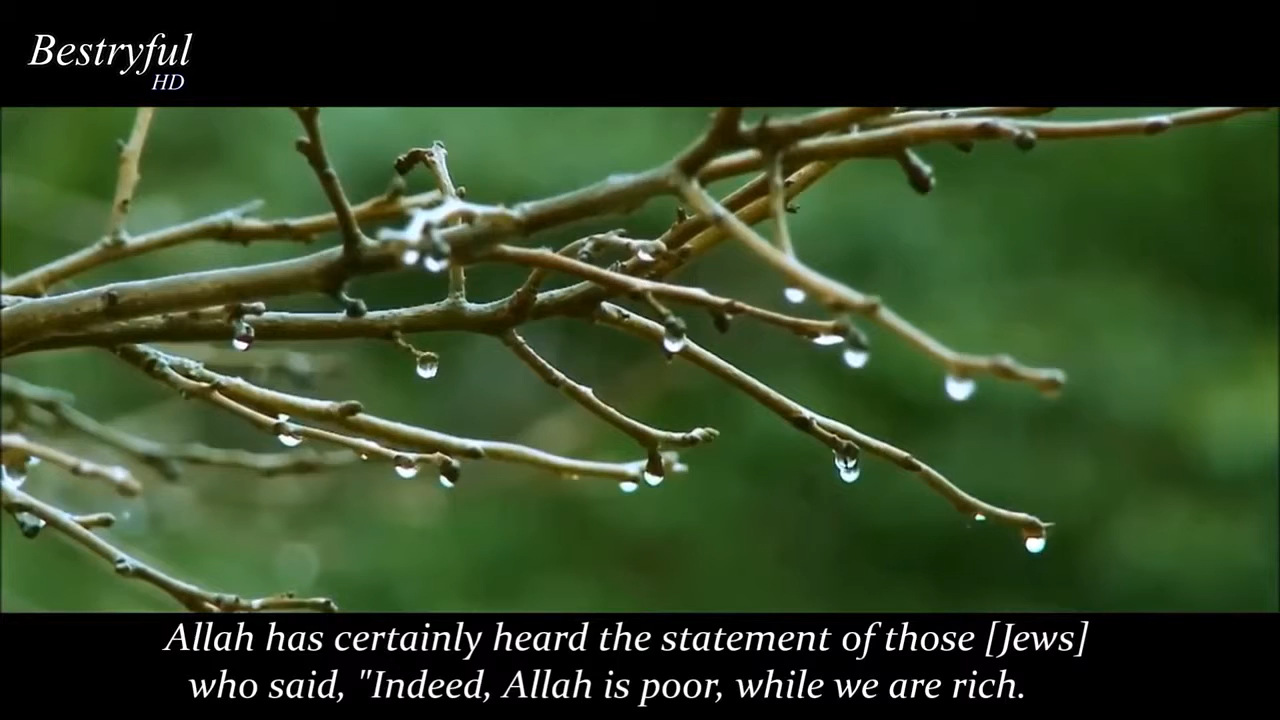 Bestryful
HD
Allah has certainly heard the statement of those [Jews]
who said, "Indeed, Allah is poor, while we are rich.